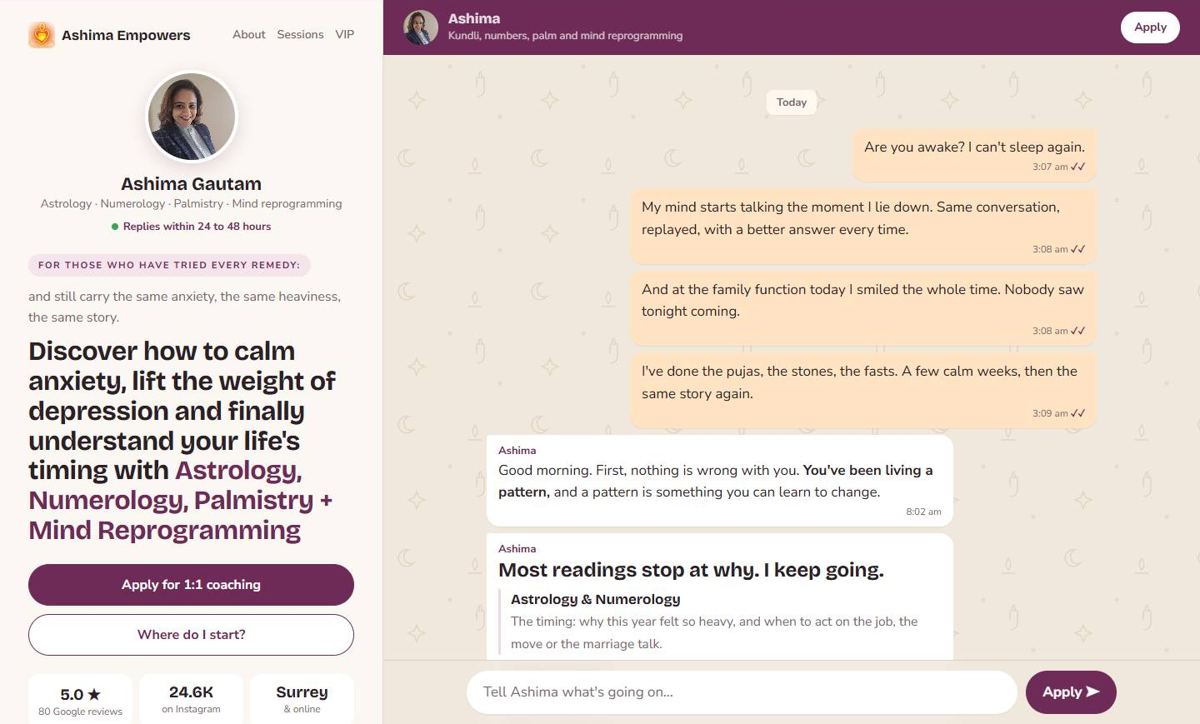 Ashima Empowers
About Sessions VIP
Ashima Gautam
Astrology · Numerology · Palmistry · Mind reprogramming
Replies within 24 to 48 hours
FOR THOSE WHO HAVE TRIED EVERY REMEDY:
and still carry the same anxiety, the same heaviness,
the same story.
Discover how to calm
anxiety, lift the weight of
depression and finally
understand your life's
timing with Astrology,
Numerology, Palmistry +
Mind Reprogramming
Apply for 1:1 coaching
Where do I start?
5.0 ★
80 Google reviews
24.6K
on Instagram
Surrey
& online
Ashima
Kundli, numbers, palm and mind reprogramming
Apply
Today
Are you awake? I can't sleep again.
3:07 am ✓✓
My mind starts talking the moment I lie down. Same conversation,
replayed, with a better answer every time.
3:08 am ✓✓
And at the family function today I smiled the whole time. Nobody saw
tonight coming.
3:08 am ✓✓
I've done the pujas, the stones, the fasts. A few calm weeks, then the
same story again.
3:09 am ✓✓
Ashima
Good morning. First, nothing is wrong with you. You've been living a
pattern, and a pattern is something you can learn to change.
8:02 am
Ashima
Most readings stop at why. I keep going.
Astrology & Numerology
The timing: why this year felt so heavy, and when to act on the job, the
move or the marriage talk.
Tell Ashima what's going on...
Apply ➤